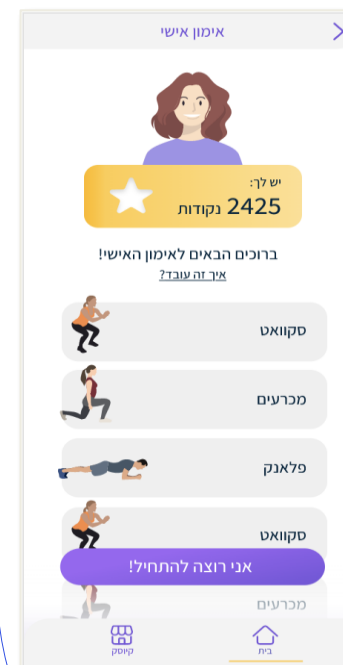 אימון אישי
יש לך:
2425 נקודות
ברוכים הבאים לאימון האישי!
איך זה עובד?
סקוואט
מכרעים
פלאנק
סקוואט
אני רוצה להתחיל!
מכרעים
בית
קיוסק